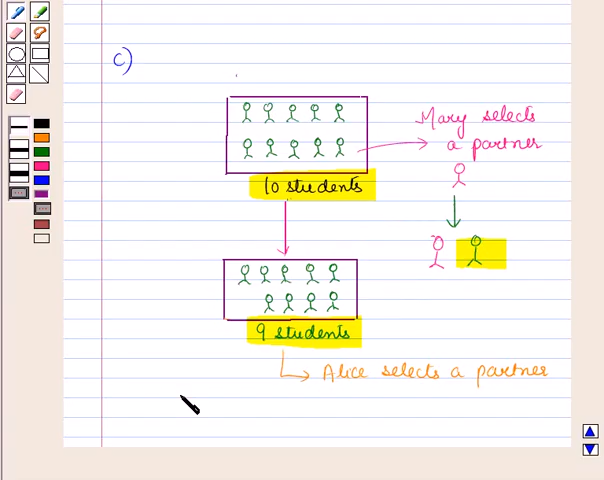 c)
Mary selects
a partner
10 students
9 students
Alice selects a partner